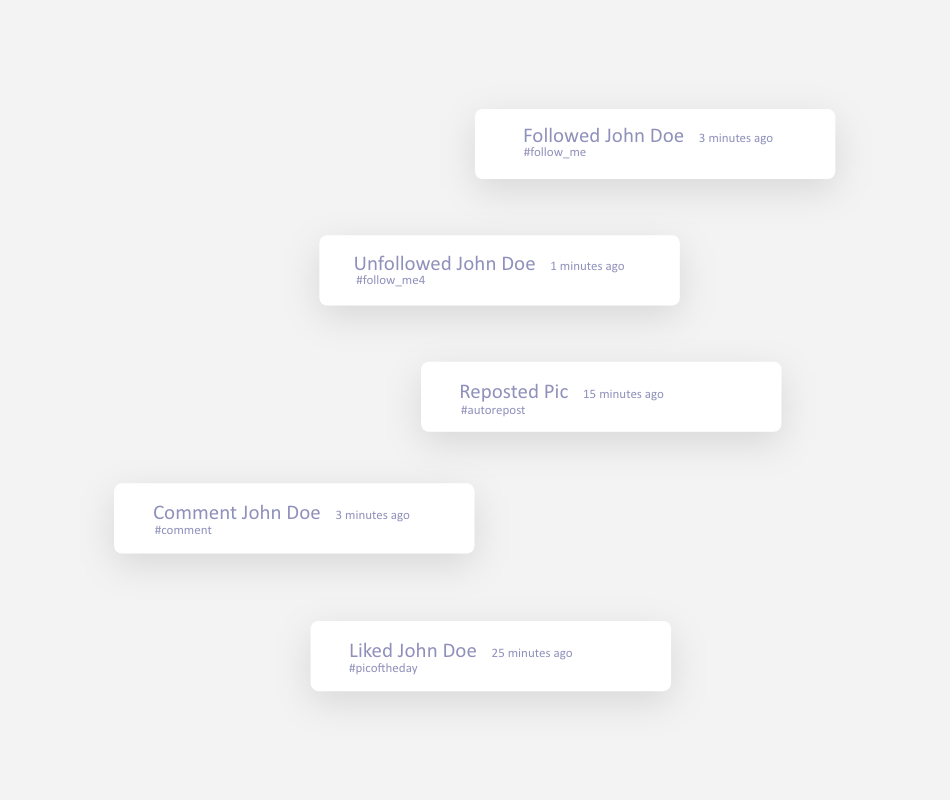 Followed John Doe 3 minutes ago
#follow_me
Unfollowed John Doe 1 minutes ago
#follow_me4
Reposted Pic 15 minutes ago
#autorepost
Comment John Doe 3 minutes ago
#comment
Liked John Doe 25 minutes ago
#picoftheday